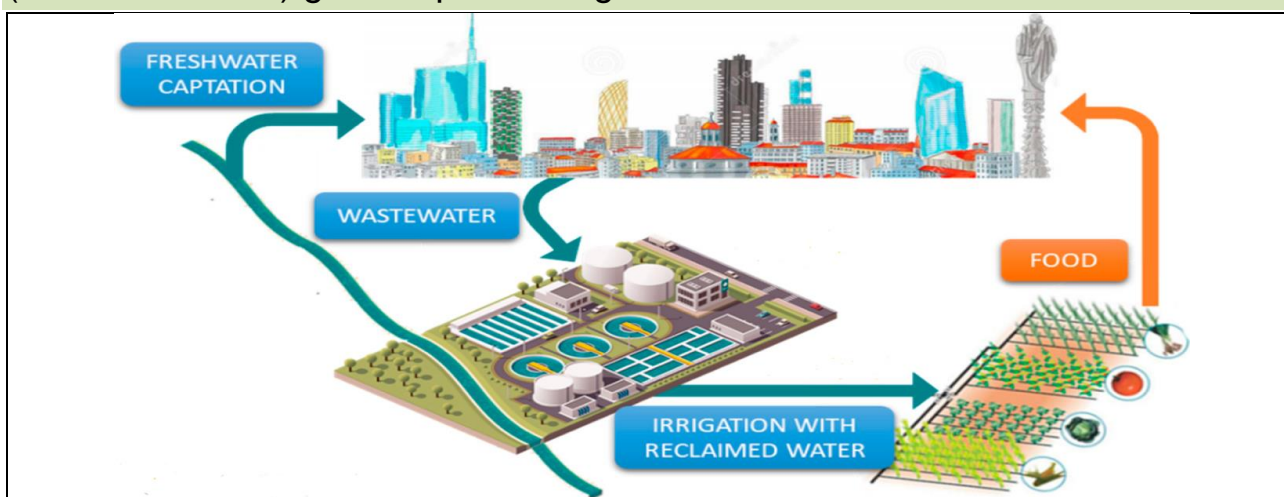 FRESHWATER
CAPTATION
WASTEWATER
FOOD
IRRIGATION WITH
RECLAIMED WATER